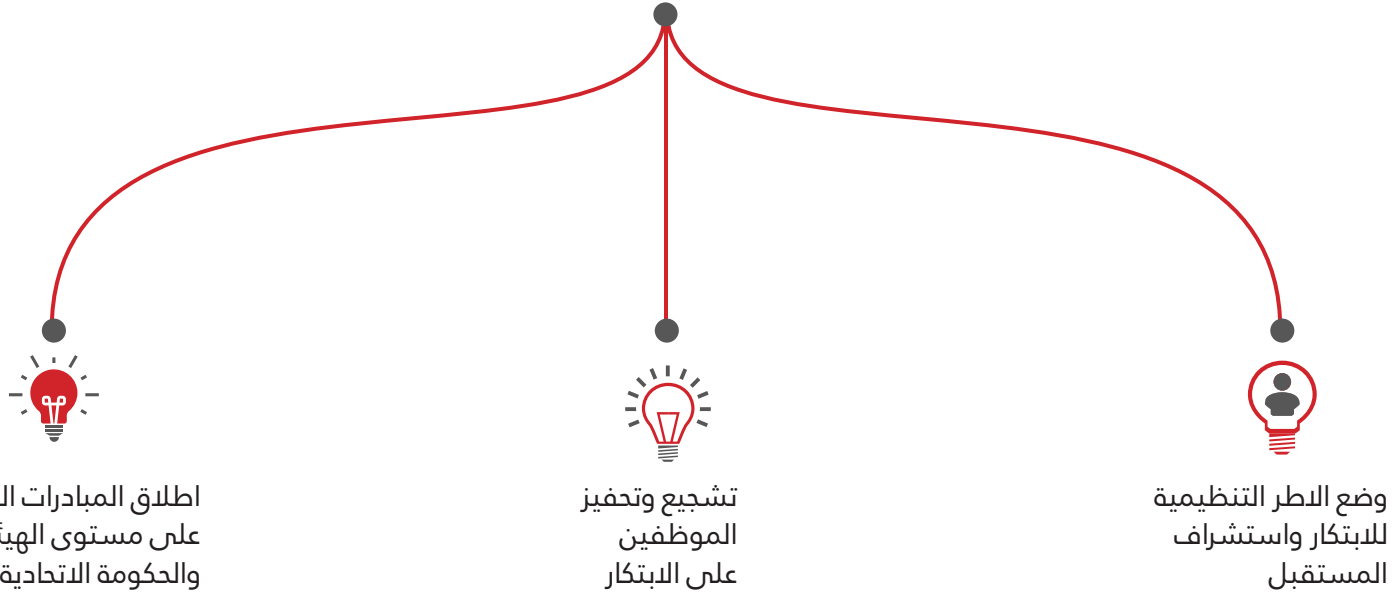 وضع الاطر التنظيمية
للابتكار واستشراف
المستقبل
تشجيع وتحفيز
الموظفين
على الابتكار
اطلاق المبادرات
على مستوى
والحكومة الاتحادية